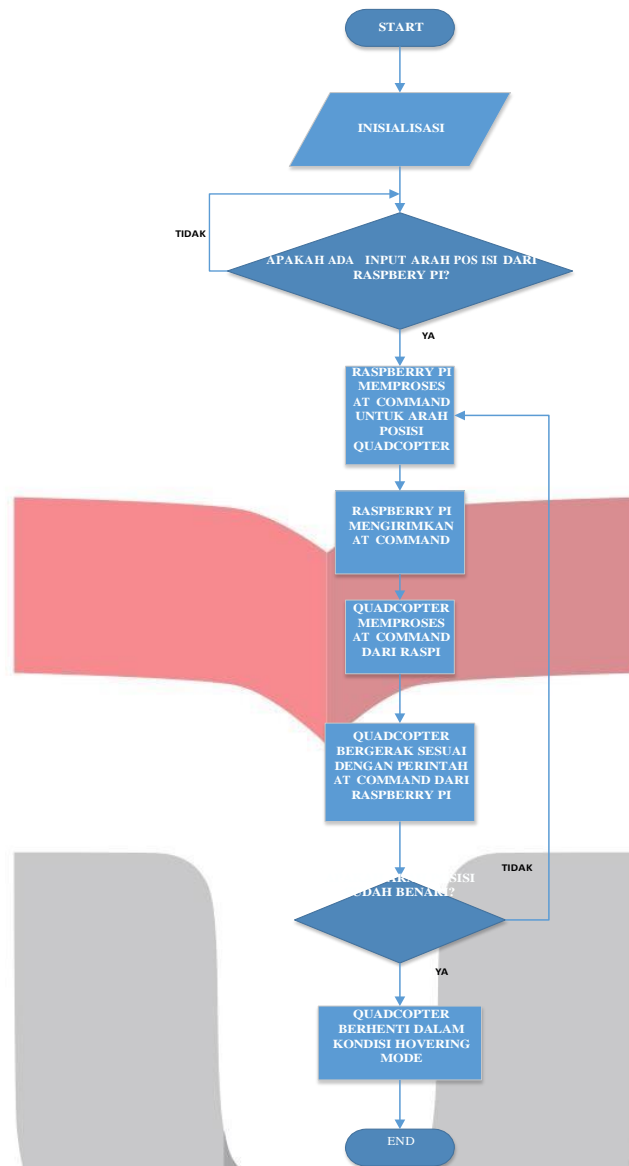 START
INISIALISASI
TIDAK
APAKAH ADA INPUT ARAH POS ISI DARI
RASPBERY PI?
YA
RASPBERRY PI
MEMPROSES
AT COMMAND
UNTUK ARAH
POSISI
QUADCOPTER
RASPBERRY PI
MENGIRIMKAN
AT COMMAND
QUADCOPTER
MEMPROSES
AT COMMAND
DARI RASPI
QUADCOPTER
BERGERAK SESUAI
DENGAN PERINTAH
AT COMMAND DARI
RASPBERRY PI
TIDAK
BENAR?
YA
QUADCOPTER
BERHENTI DALAM
KONDISI HOVERING
MODE
END